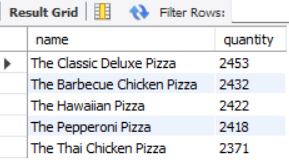 Result Grid Filter Rows:
name quantity
The Classic Deluxe Pizza 2453
The Barbecue Chicken Pizza 2432
The Hawaiian Pizza 2422
The Pepperoni Pizza 2418
The Thai Chicken Pizza 2371